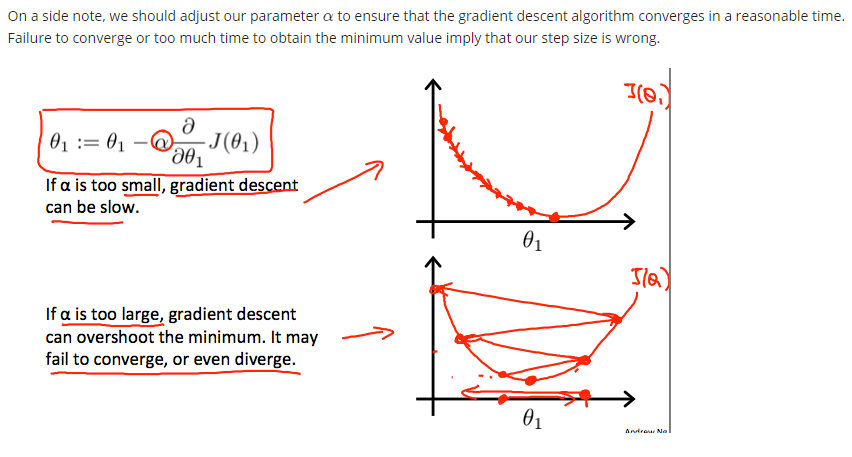 On a side note, we should adjust our parameter α to ensure that the gradient descent algorithm converges in a reasonable time.
Failure to converge or too much time to obtain the minimum value imply that our step size is wrong.
J(θ₁)
θ₁ := θ₁ − α ∂/∂θ₁ J(θ₁)
If α is too small, gradient descent
can be slow.
θ₁
J(θ₁)
If α is too large, gradient descent
can overshoot the minimum. It may
fail to converge, or even diverge.
θ₁
Andrew Ng